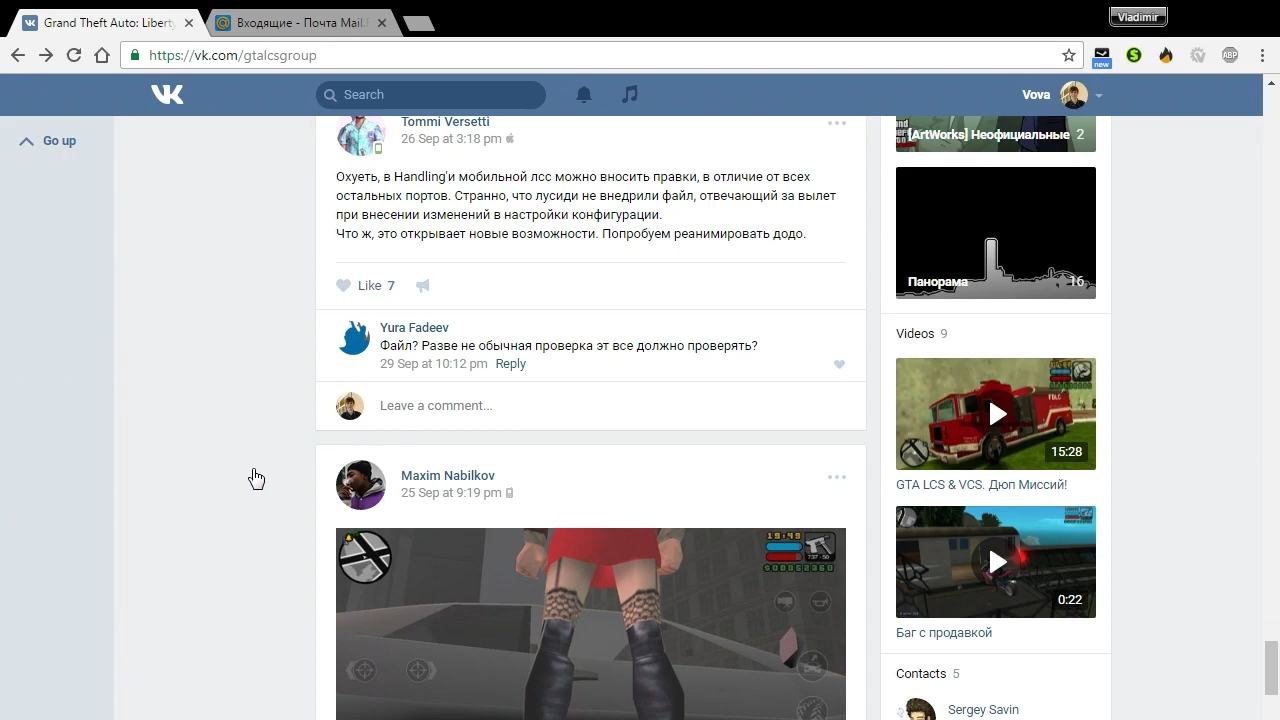 Vladimir
Grand Theft Auto: Liberty
Входящие - Почта Mail.R
https://vk.com/gtalcsgroup
new
ABP
Search
Vova
Go up
Tommi Versetti
26 Sep at 3:18 pm
Охуеть, в Handling'и мобильной лсс можно вносить правки, в отличие от всех
остальных портов. Странно, что лусиди не внедрили файл, отвечающий за вылет
при внесении изменений в настройки конфигурации.
Что ж, это открывает новые возможности. Попробуем реанимировать додо.
Like 7
Yura Fadeev
Файл? Разве не обычная проверка эт все должно проверять?
29 Sep at 10:12 pm Reply
Leave a comment...
Maxim Nabilkov
25 Sep at 9:19 pm
19:49
[ArtWorks] Неофициальные 2
Панорама 16
Videos 9
15:28
GTA LCS & VCS. Дюп Миссий!
0:22
Баг с продавкой
Contacts 5
Sergey Savin